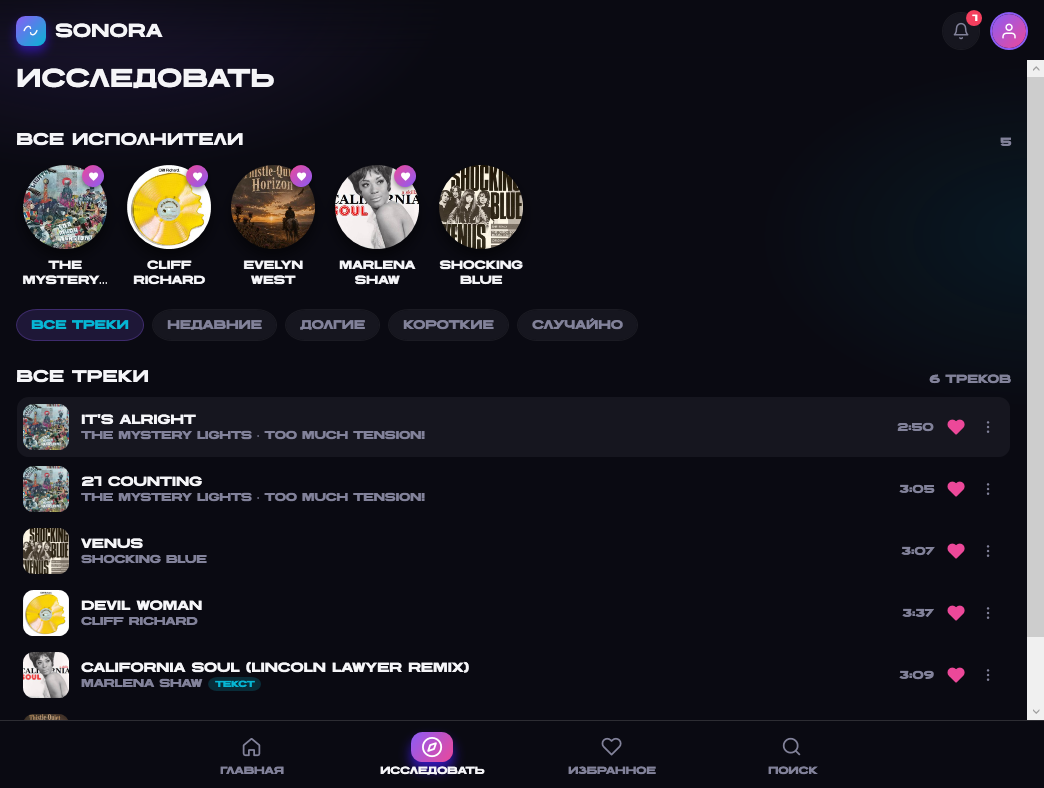 SONORA
1
ИССЛЕДОВАТЬ
ВСЕ ИСПОЛНИТЕЛИ
5
THE MYSTERY...
CLIFF RICHARD
EVELYN WEST
MARLENA SHAW
SHOCKING BLUE
ВСЕ ТРЕКИ
НЕДАВНИЕ
ДОЛГИЕ
КОРОТКИЕ
СЛУЧАЙНО
ВСЕ ТРЕКИ
6 ТРЕКОВ
IT'S ALRIGHT
THE MYSTERY LIGHTS · TOO MUCH TENSION!
2:50
21 COUNTING
THE MYSTERY LIGHTS · TOO MUCH TENSION!
3:05
VENUS
SHOCKING BLUE
3:07
DEVIL WOMAN
CLIFF RICHARD
3:37
CALIFORNIA SOUL (LINCOLN LAWYER REMIX)
MARLENA SHAW ТЕКСТ
3:09
ГЛАВНАЯ
ИССЛЕДОВАТЬ
ИЗБРАННОЕ
ПОИСК